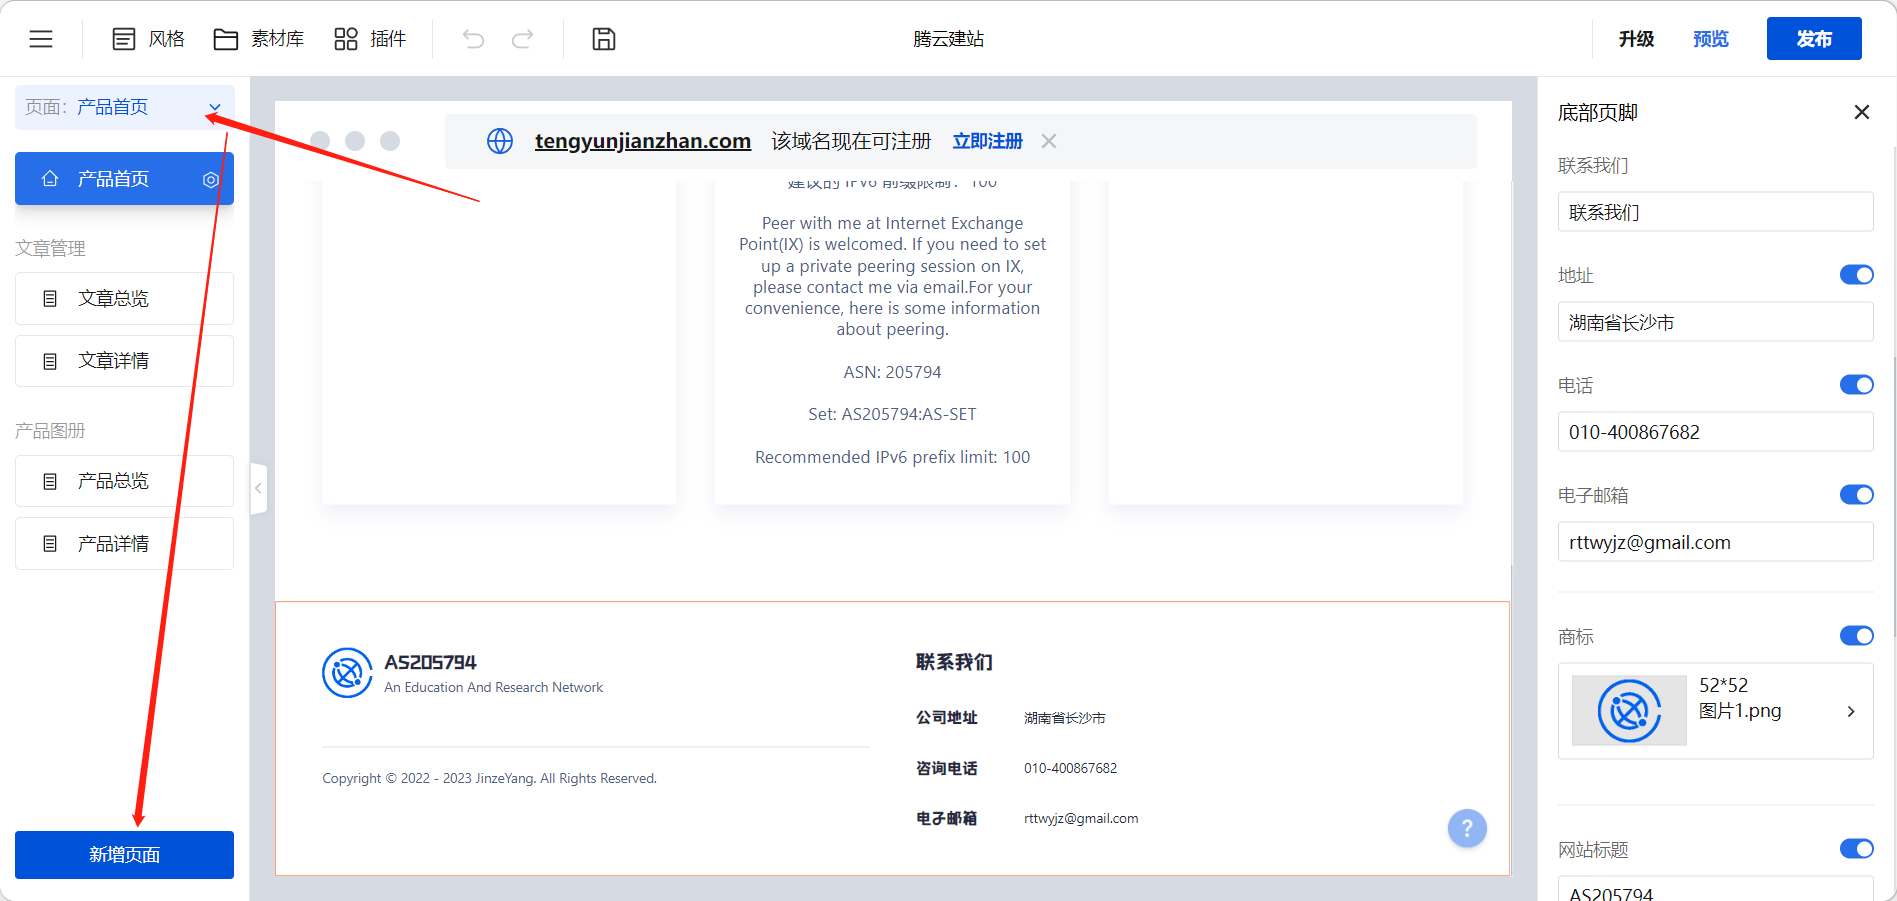 风格
素材库
插件
腾云建站
升级
预览
发布
页面：产品首页
产品首页
文章管理
文章总览
文章详情
产品图册
产品总览
产品详情
新增页面
tengyunjianzhan.com 该域名现在可注册 立即注册
建议的 IPv6 前缀限制：100
Peer with me at Internet Exchange
Point(IX) is welcomed. If you need to set
up a private peering session on IX,
please contact me via email.For your
convenience, here is some information
about peering.
ASN: 205794
Set: AS205794:AS-SET
Recommended IPv6 prefix limit: 100
AS205794
An Education And Research Network
Copyright © 2022 - 2023 JinzeYang. All Rights Reserved.
联系我们
公司地址 湖南省长沙市
咨询电话 010-400867682
电子邮箱 rttwyjz@gmail.com
?
底部页脚
联系我们
联系我们
地址
湖南省长沙市
电话
010-400867682
电子邮箱
rttwyjz@gmail.com
商标
52*52
图片1.png
网站标题
AS205794